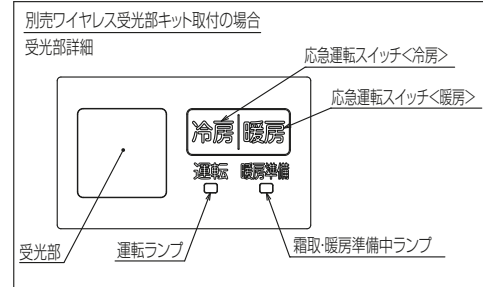 別売ワイヤレス受光部キット取付の場合
受光部詳細
応急運転スイッチ<冷房>
応急運転スイッチ<暖房>
冷房 暖房
運転 暖房準備
受光部
運転ランプ
霜取･暖房準備中ランプ